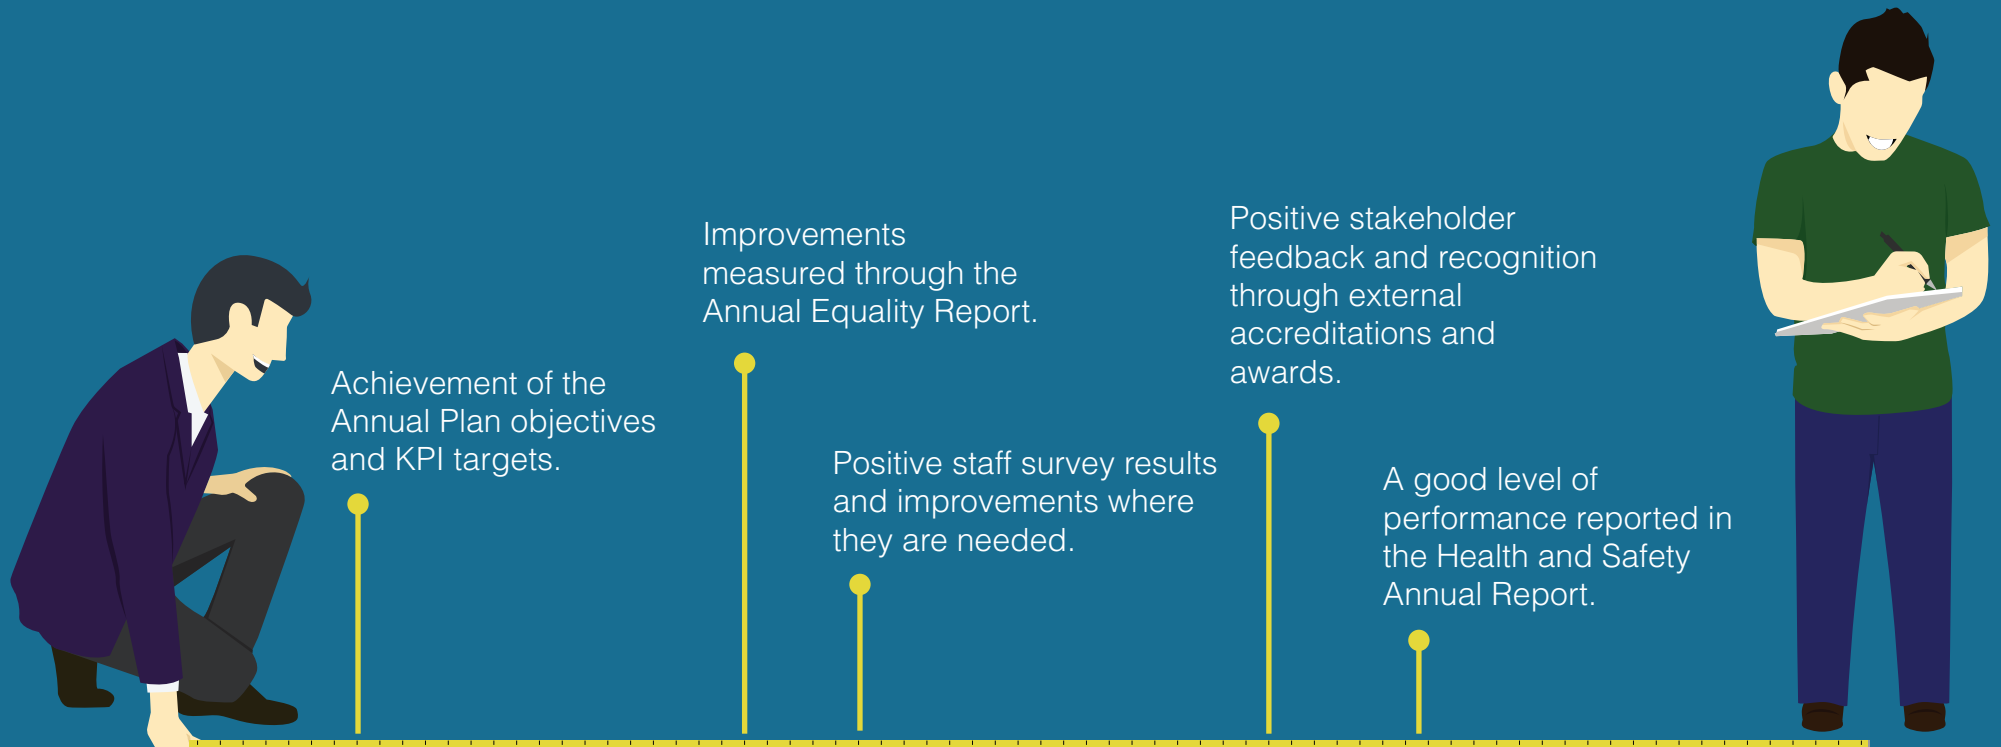 Achievement of the
Annual Plan objectives
and KPI targets.
Improvements
measured through the
Annual Equality Report.
Positive staff survey results
and improvements where
they are needed.
Positive stakeholder
feedback and recognition
through external
accreditations and
awards.
A good level of
performance reported in
the Health and Safety
Annual Report.